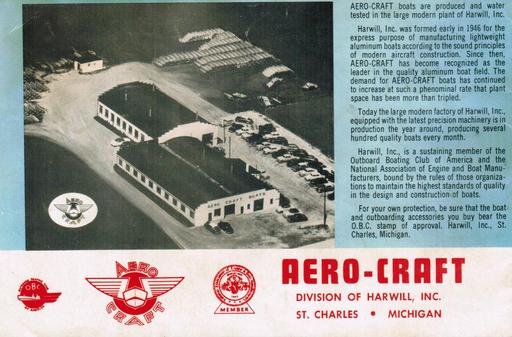 AERO-CRAFT boats are produced and water
tested in the large modern plant of Harwill, Inc.
Harwill, Inc. was formed early in 1946 for the
express purpose of manufacturing lightweight
aluminum boats according to the sound principles
of modern aircraft construction. Since then,
AERO-CRAFT has become recognized as the
leader in the quality aluminum boat field. The
demand for AERO-CRAFT boats has continued
to increase at such a phenomenal rate that plant
space has been more than tripled.
Today the large modern factory of Harwill, Inc.,
equipped with the latest precision machinery is in
production the year around, producing several
hundred quality boats every month.
Harwill, Inc., is a sustaining member of the
Outboard Boating Club of America and the
National Association of Engine and Boat Manu-
facturers, bound by the rules of those organiza-
tions to maintain the highest standards of quality
in the design and construction of boats.
For your own protection, be sure that the boat
and outboarding accessories you buy bear the
O.B.C. stamp of approval. Harwill, Inc., St.
Charles, Michigan.
AERO CRAFT BOATS
AERO
CRAFT
OBC
AERO
CRAFT
MEMBER
AERO-CRAFT
DIVISION OF HARWILL, INC.
ST. CHARLES • MICHIGAN